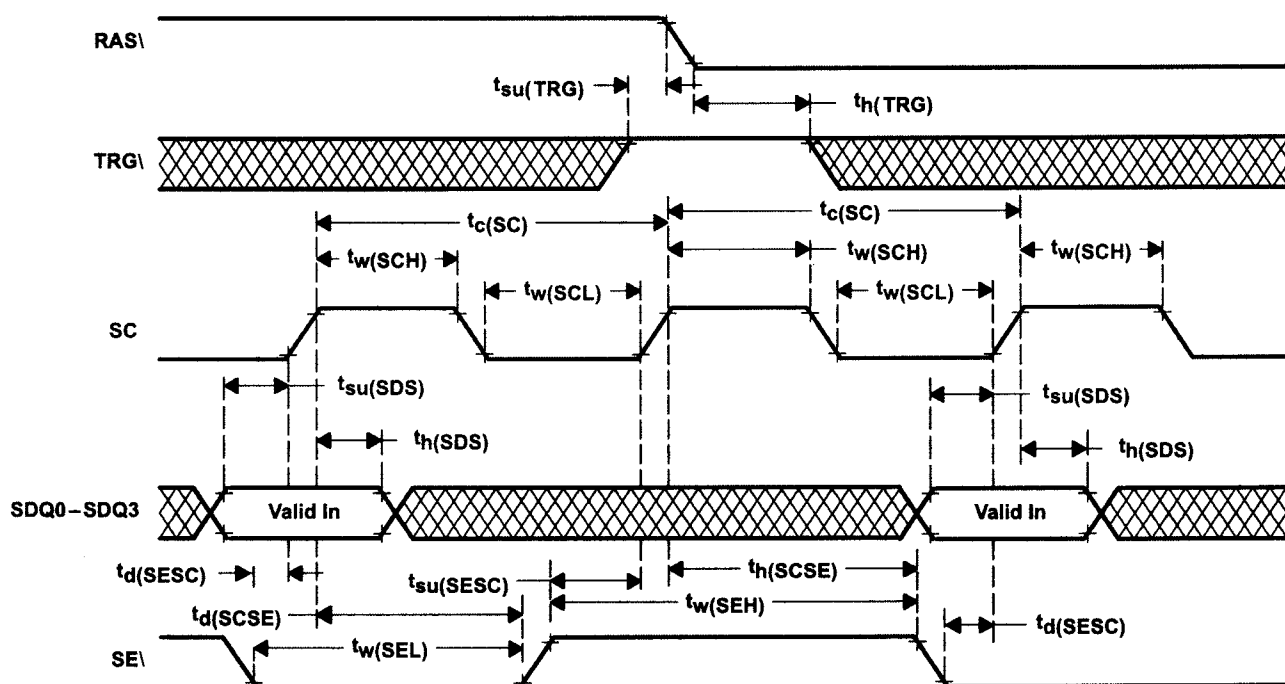 RAS\
tsu(TRG)
th(TRG)
TRG\
tc(SC)
tc(SC)
tw(SCH)
tw(SCH)
tw(SCH)
tw(SCL)
tw(SCL)
SC
tsu(SDS)
tsu(SDS)
th(SDS)
th(SDS)
SDQ0–SDQ3
Valid In
Valid In
td(SESC)
tsu(SESC)
th(SCSE)
td(SCSE)
tw(SEH)
td(SESC)
tw(SEL)
SE\